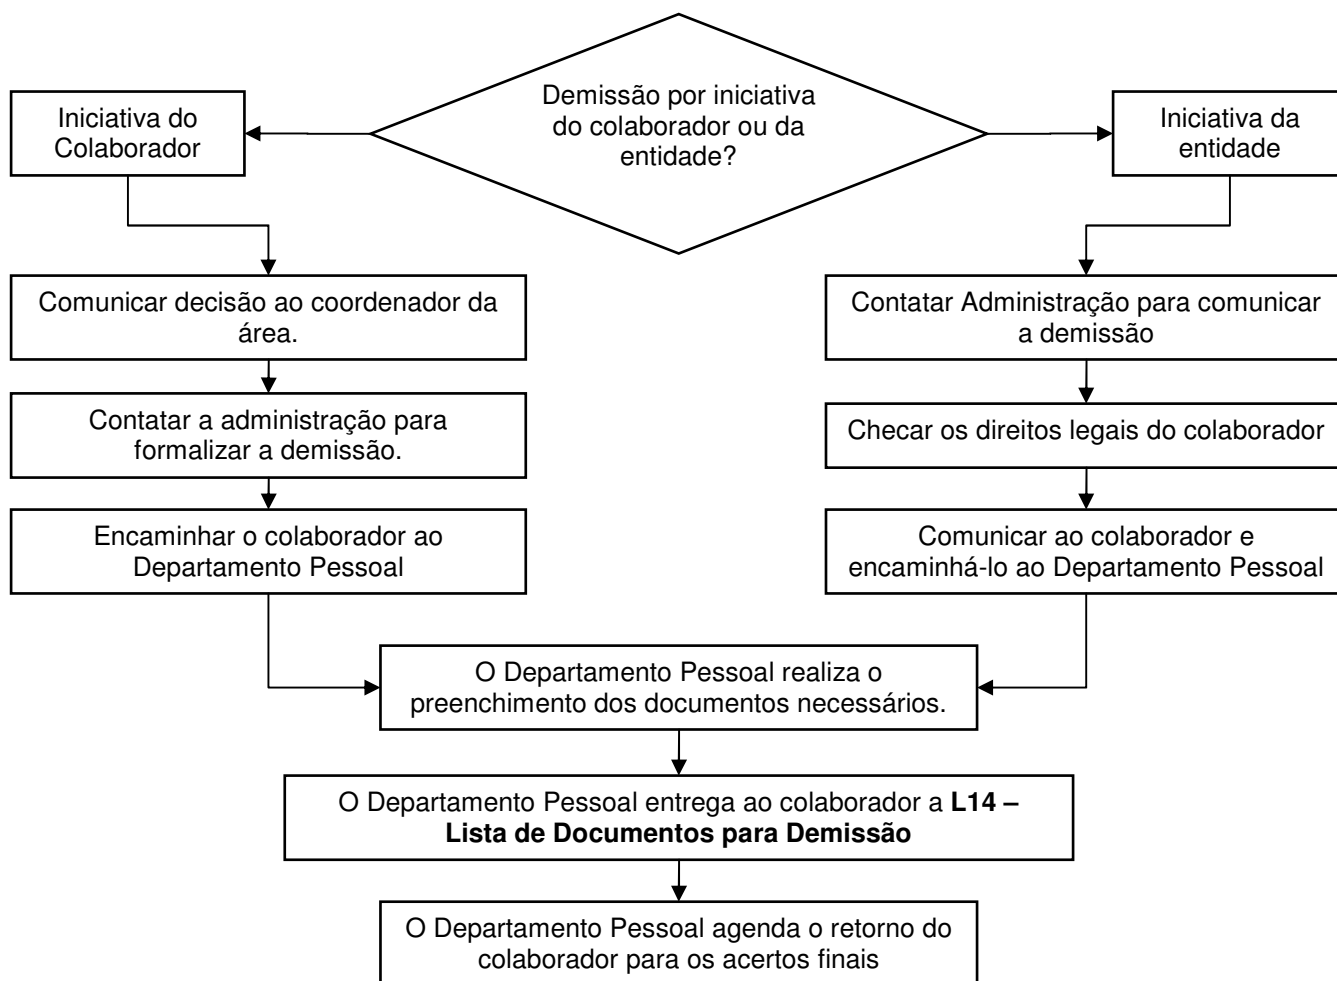 Demissão por iniciativa
do colaborador ou da
entidade?
Iniciativa do
Colaborador
Iniciativa da
entidade
Comunicar decisão ao coordenador da
área.
Contatar a administração para
formalizar a demissão.
Encaminhar o colaborador ao
Departamento Pessoal
Contatar Administração para comunicar
a demissão
Checar os direitos legais do colaborador
Comunicar ao colaborador e
encaminhá-lo ao Departamento Pessoal
O Departamento Pessoal realiza o
preenchimento dos documentos necessários.
O Departamento Pessoal entrega ao colaborador a L14 –
Lista de Documentos para Demissão
O Departamento Pessoal agenda o retorno do
colaborador para os acertos finais